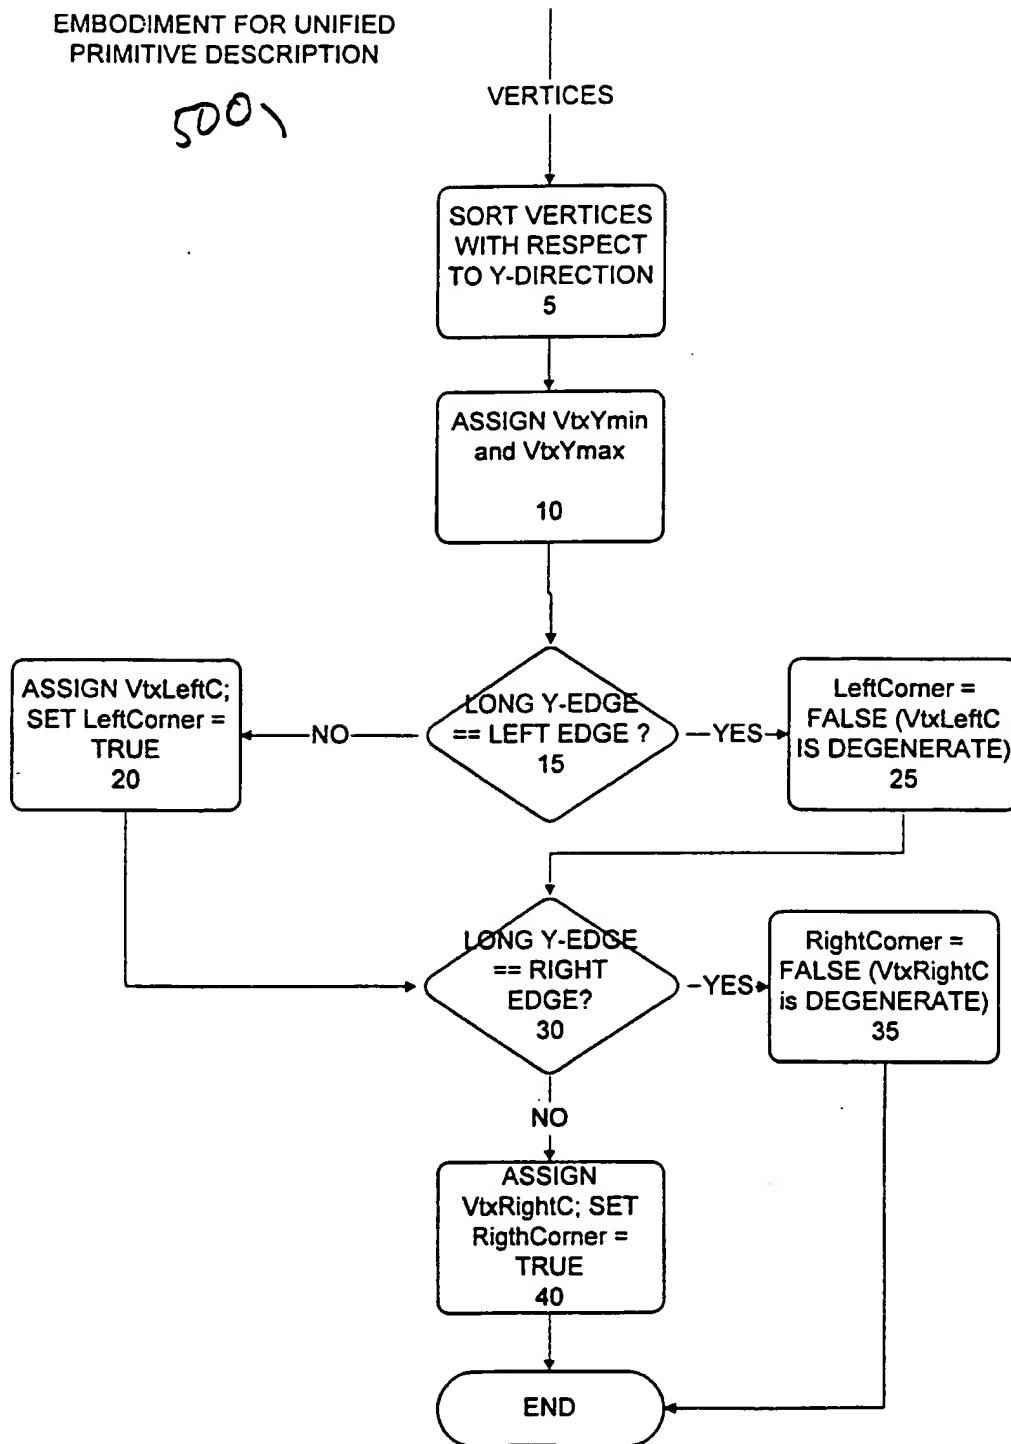 EMBODIMENT FOR UNIFIED
PRIMITIVE DESCRIPTION
500
VERTICES
SORT VERTICES
WITH RESPECT
TO Y-DIRECTION
5
ASSIGN VtxYmin
and VtxYmax
10
LONG Y-EDGE
== LEFT EDGE ?
15
NO
YES
ASSIGN VtxLeftC;
SET LeftCorner =
TRUE
20
LeftCorner =
FALSE (VtxLeftC
IS DEGENERATE)
25
LONG Y-EDGE
== RIGHT
EDGE?
30
YES
RightCorner =
FALSE (VtxRightC
is DEGENERATE)
35
NO
ASSIGN
VtxRightC; SET
RigthCorner =
TRUE
40
END